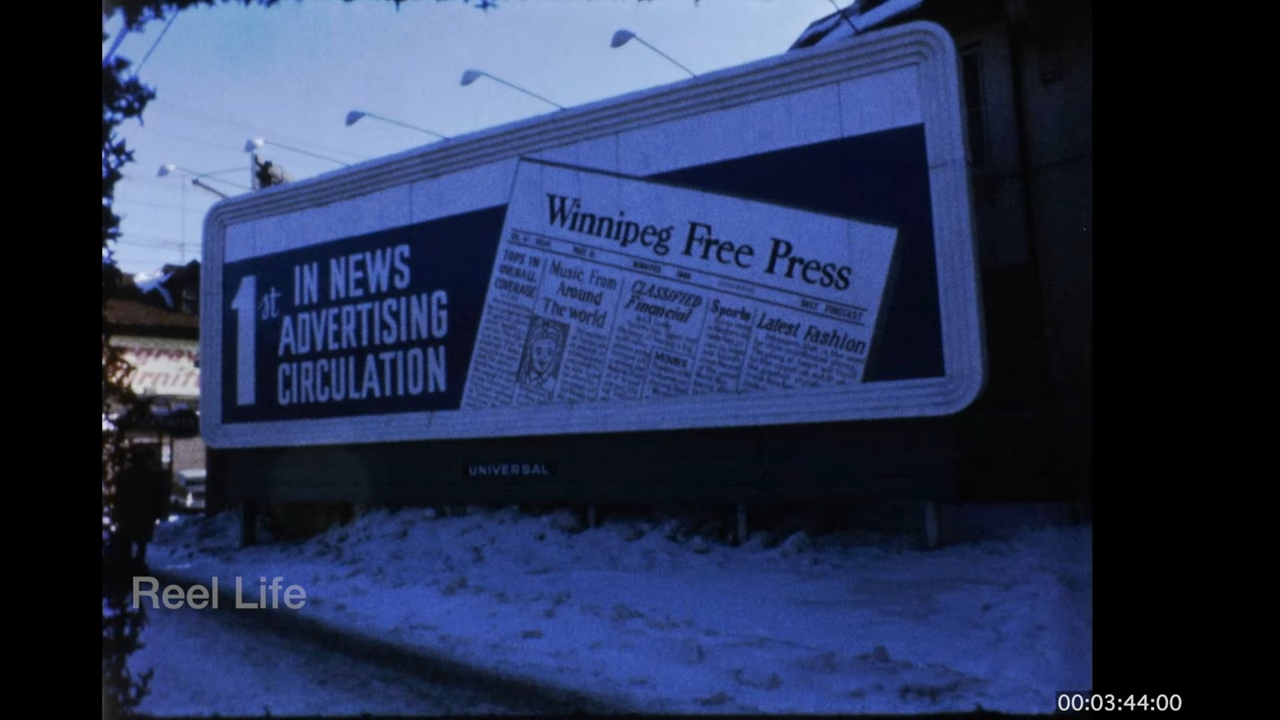 1st IN NEWS
ADVERTISING
CIRCULATION
Winnipeg Free Press
TOPS IN
OVERALL
COVERAGE
Music From
Around
The world
CLASSIFIED
Financial
MOVIES
Sports
Latest Fashion
UNIVERSAL
Reel Life
00:03:44:00